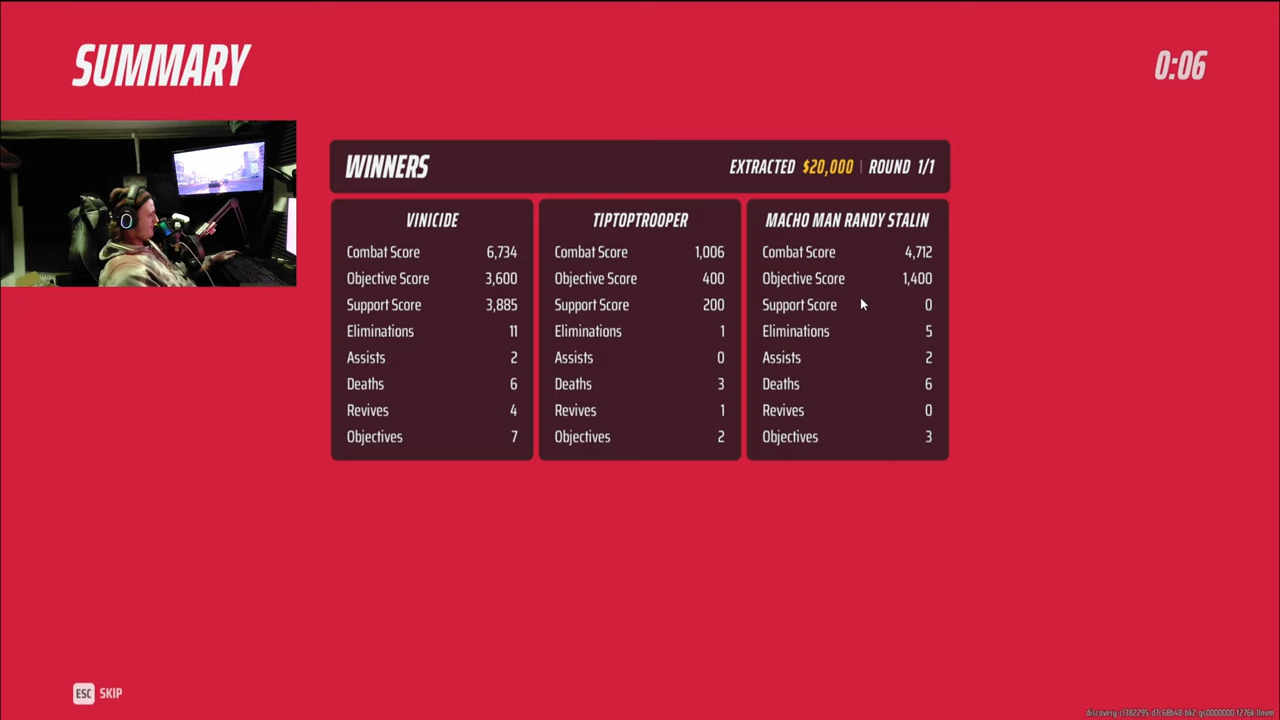 SUMMARY
0:06
WINNERS
EXTRACTED $20,000 | ROUND 1/1
VINICIDE
Combat Score 6,734
Objective Score 3,600
Support Score 3,885
Eliminations 11
Assists 2
Deaths 6
Revives 4
Objectives 7
TIPTOPTROOPER
Combat Score 1,006
Objective Score 400
Support Score 200
Eliminations 1
Assists 0
Deaths 3
Revives 1
Objectives 2
MACHO MAN RANDY STALIN
Combat Score 4,712
Objective Score 1,400
Support Score 0
Eliminations 5
Assists 2
Deaths 6
Revives 0
Objectives 3
ESC SKIP